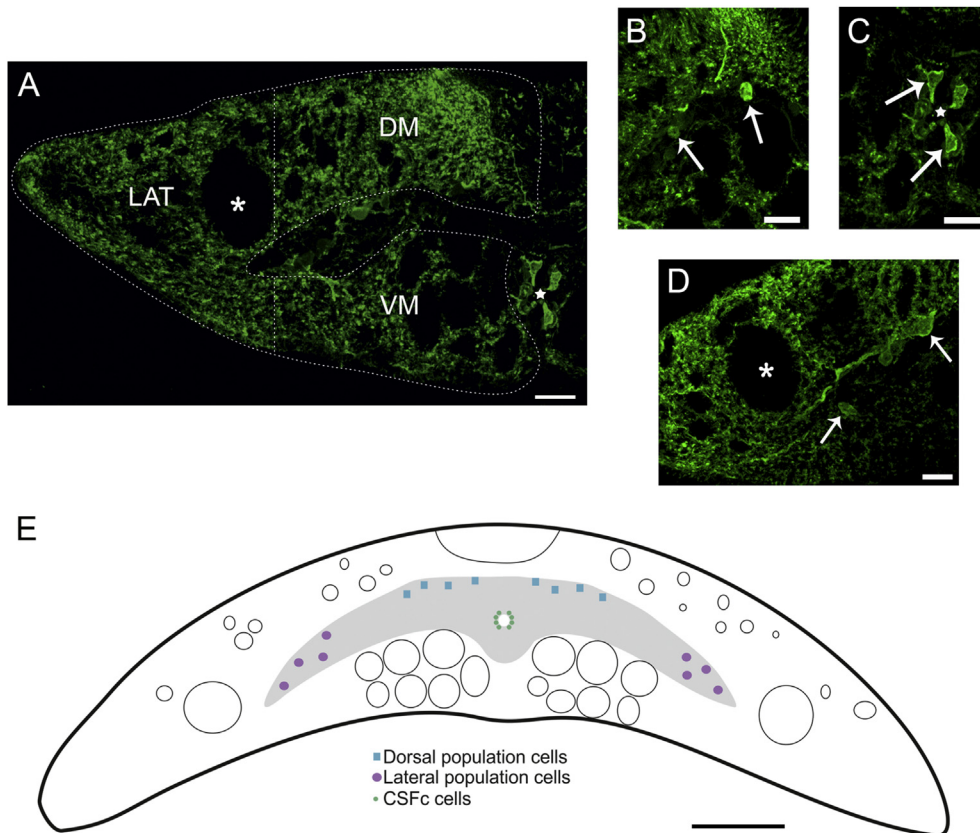 A
LAT
*
DM
VM
B
C
D
*
E
Dorsal population cells
Lateral population cells
CSFc cells